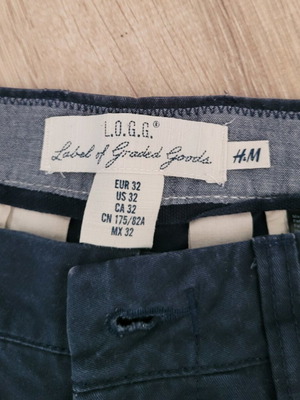 L.O.G.G.®
Label of Graded Goods
H.M
EUR 32
US 32
CA 32
CN 175/82A
MX 32